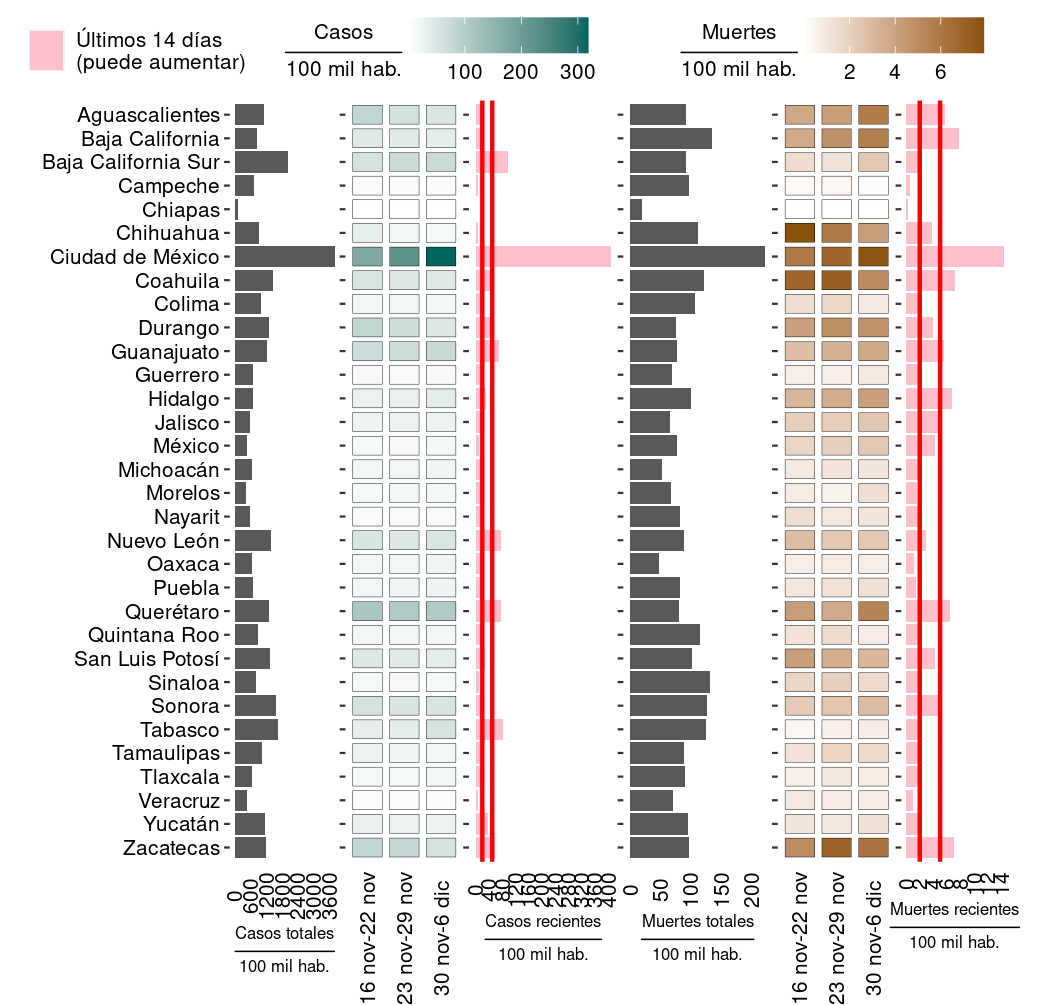 Últimos 14 días
(puede aumentar)
Casos
100 mil hab.
100 200 300
Muertes
100 mil hab.
2 4 6
Aguascalientes
Baja California
Baja California Sur
Campeche
Chiapas
Chihuahua
Ciudad de México
Coahuila
Colima
Durango
Guanajuato
Guerrero
Hidalgo
Jalisco
México
Michoacán
Morelos
Nayarit
Nuevo León
Oaxaca
Puebla
Querétaro
Quintana Roo
San Luis Potosí
Sinaloa
Sonora
Tabasco
Tamaulipas
Tlaxcala
Veracruz
Yucatán
Zacatecas
0 600 1200 1800 2400 3000 3600
Casos totales
100 mil hab.
16 nov-22 nov
23 nov-29 nov
30 nov-6 dic
0 40 80 120 160 200 240 280 320 360 400
Casos recientes
100 mil hab.
0 50 100 150 200
Muertes totales
100 mil hab.
16 nov-22 nov
23 nov-29 nov
30 nov-6 dic
0 2 4 6 8 10 12 14
Muertes recientes
100 mil hab.